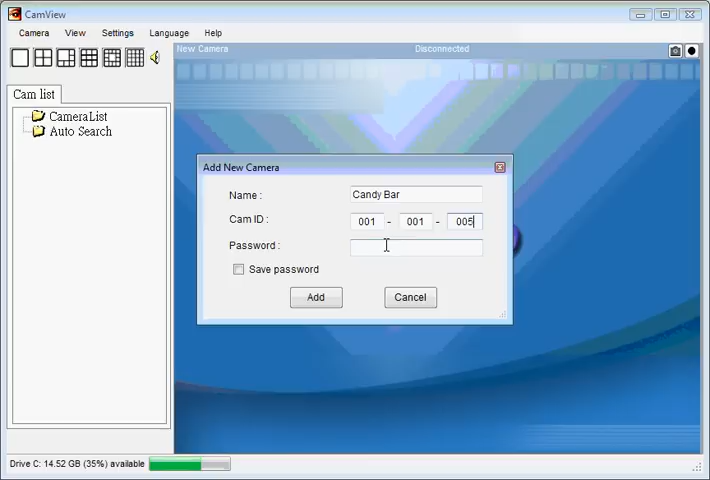 CamView
Camera View Settings Language Help
New Camera Disconnected
Cam list
CameraList
Auto Search
Add New Camera
Name : Candy Bar
Cam ID : 001 - 001 - 005
Password :
Save password
Add Cancel
Drive C: 14.52 GB (35%) available